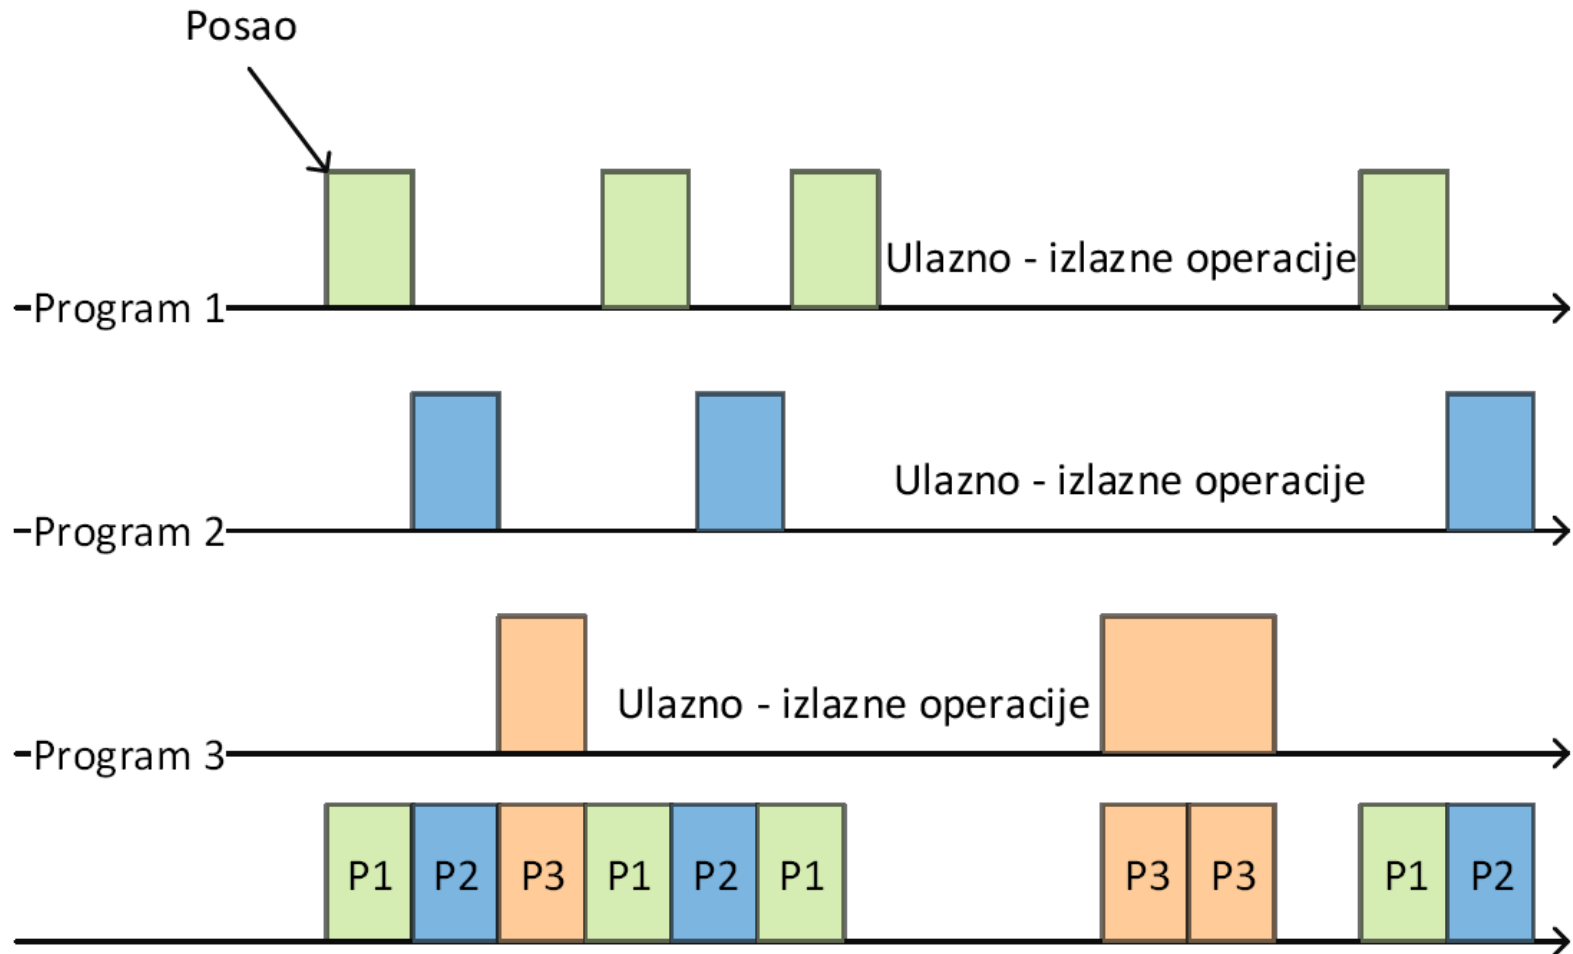 Posao
Ulazno - izlazne operacije
Program 1
Ulazno - izlazne operacije
Program 2
Ulazno - izlazne operacije
Program 3
P1 P2 P3 P1 P2 P1 P3 P3 P1 P2